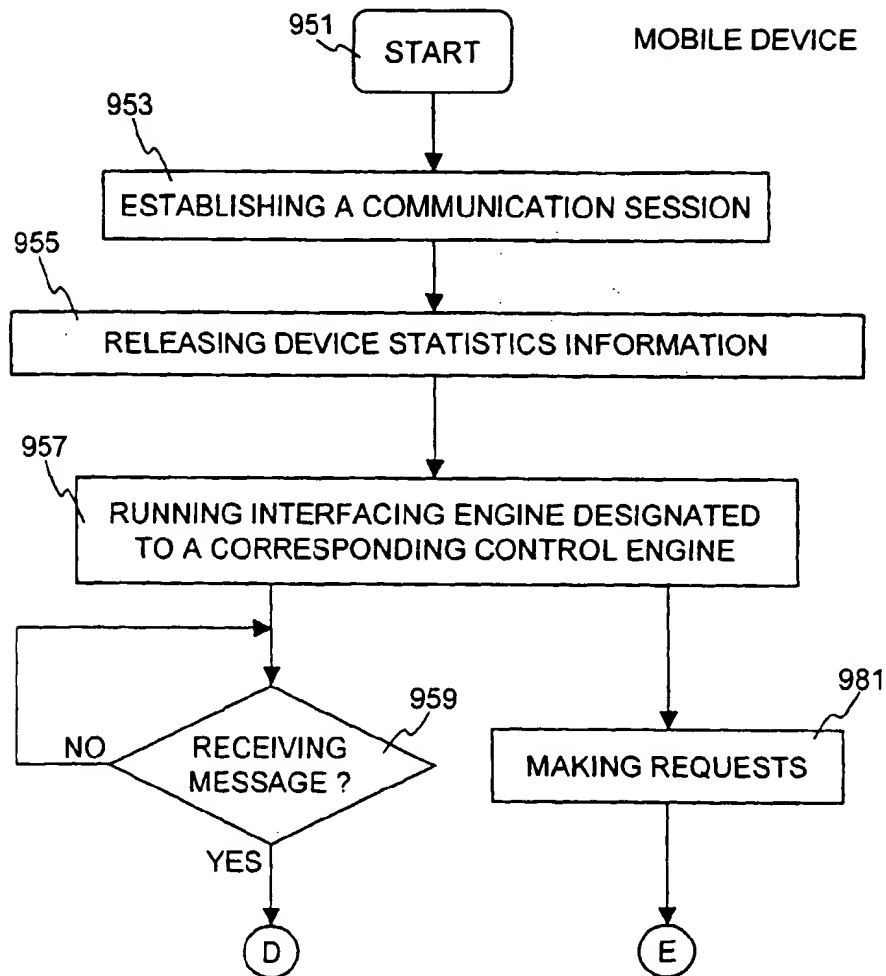 951
START
MOBILE DEVICE
953
ESTABLISHING A COMMUNICATION SESSION
955
RELEASING DEVICE STATISTICS INFORMATION
957
RUNNING INTERFACING ENGINE DESIGNATED
TO A CORRESPONDING CONTROL ENGINE
959
NO
RECEIVING
MESSAGE ?
YES
981
MAKING REQUESTS
D
E